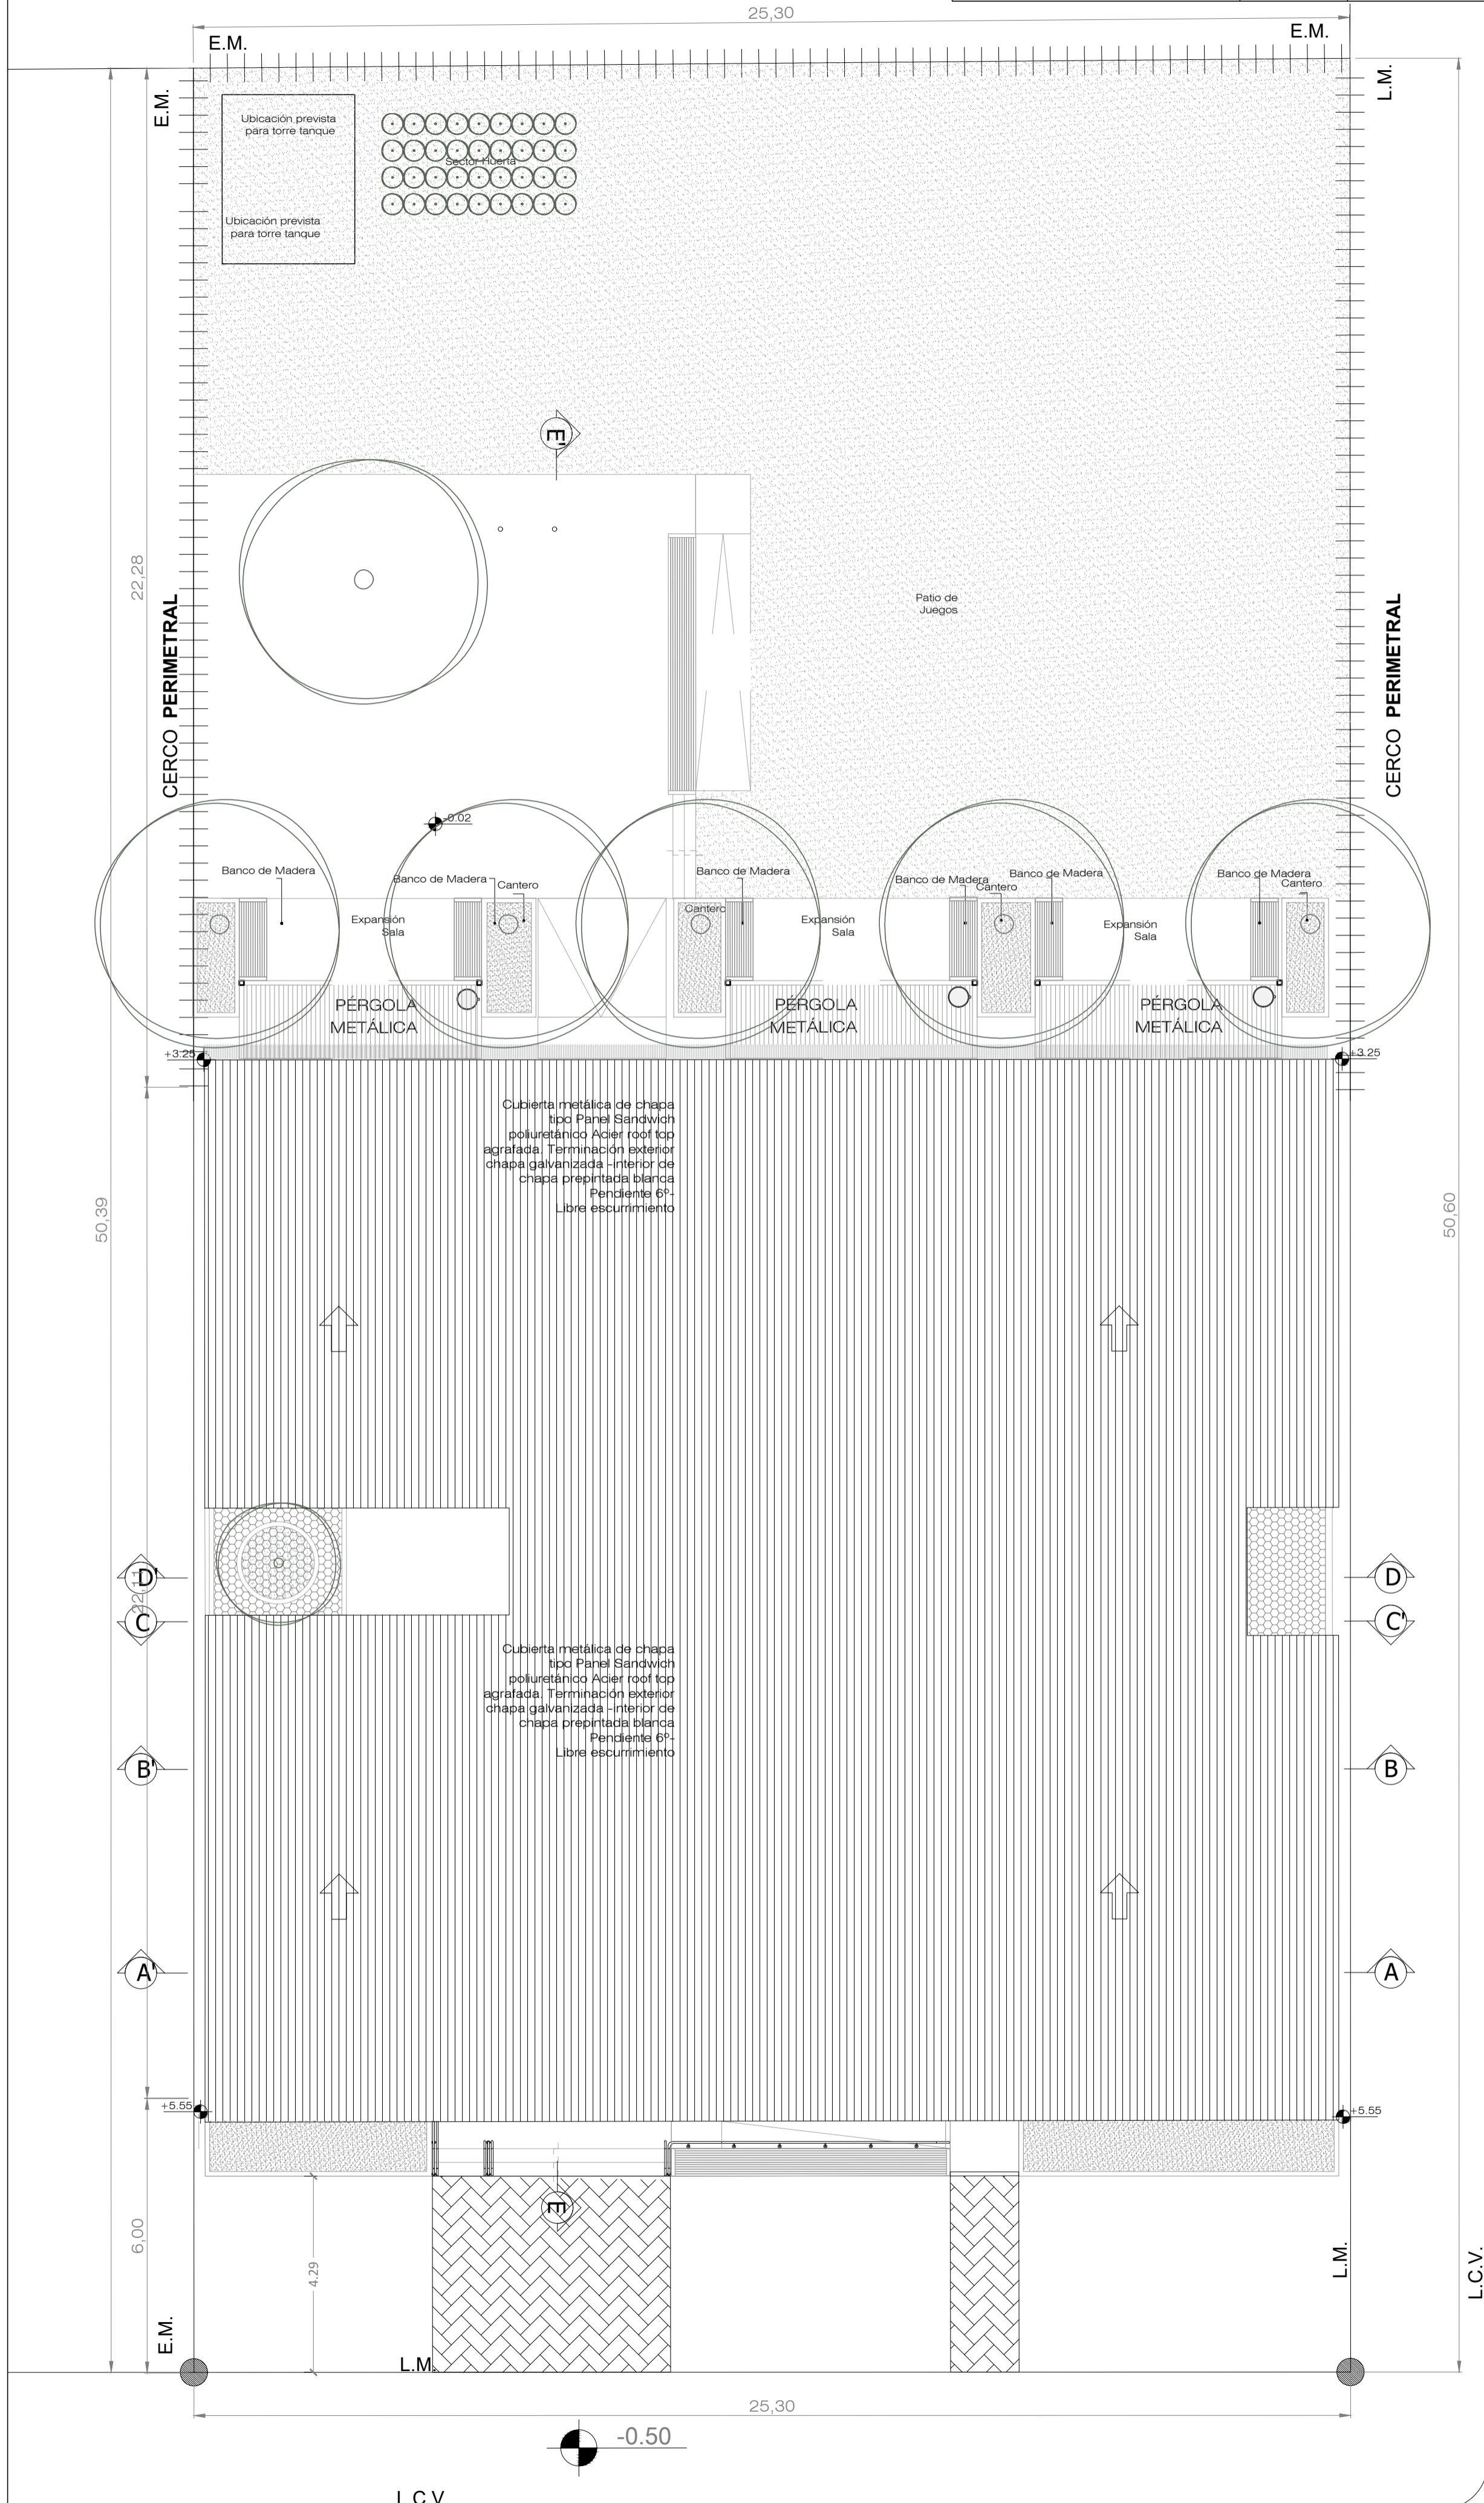 25,30
E.M.
E.M.
E.M.
L.M.
Ubicación prevista
para torre tanque
Sector Huerta
Ubicación prevista
para torre tanque
E'
22,28
CERCO PERIMETRAL
CERCO PERIMETRAL
Patio de
Juegos
-0.02
Banco de Madera
Banco de Madera
Cantero
Banco de Madera
Cantero
Banco de Madera
Cantero
Banco de Madera
Banco de Madera
Cantero
Expansión
Sala
Expansión
Sala
Expansión
Sala
PÉRGOLA
METÁLICA
PÉRGOLA
METÁLICA
PÉRGOLA
METÁLICA
+3.25
+3.25
Cubierta metálica de chapa
tipo Panel Sandwich
poliuretánico Acier roof top
agrafada. Terminación exterior
chapa galvanizada -interior de
chapa prepintada blanca
Pendiente 6º-
Libre escurrimiento
50,39
50,60
D'
D
C
C'
Cubierta metálica de chapa
tipo Panel Sandwich
poliuretánico Acier roof top
agrafada. Terminación exterior
chapa galvanizada -interior de
chapa prepintada blanca
Pendiente 6º-
Libre escurrimiento
B'
B
A'
A
+5.55
+5.55
E
6,00
4.29
E.M.
L.M.
L.M.
L.C.V.
25,30
-0.50
L.C.V